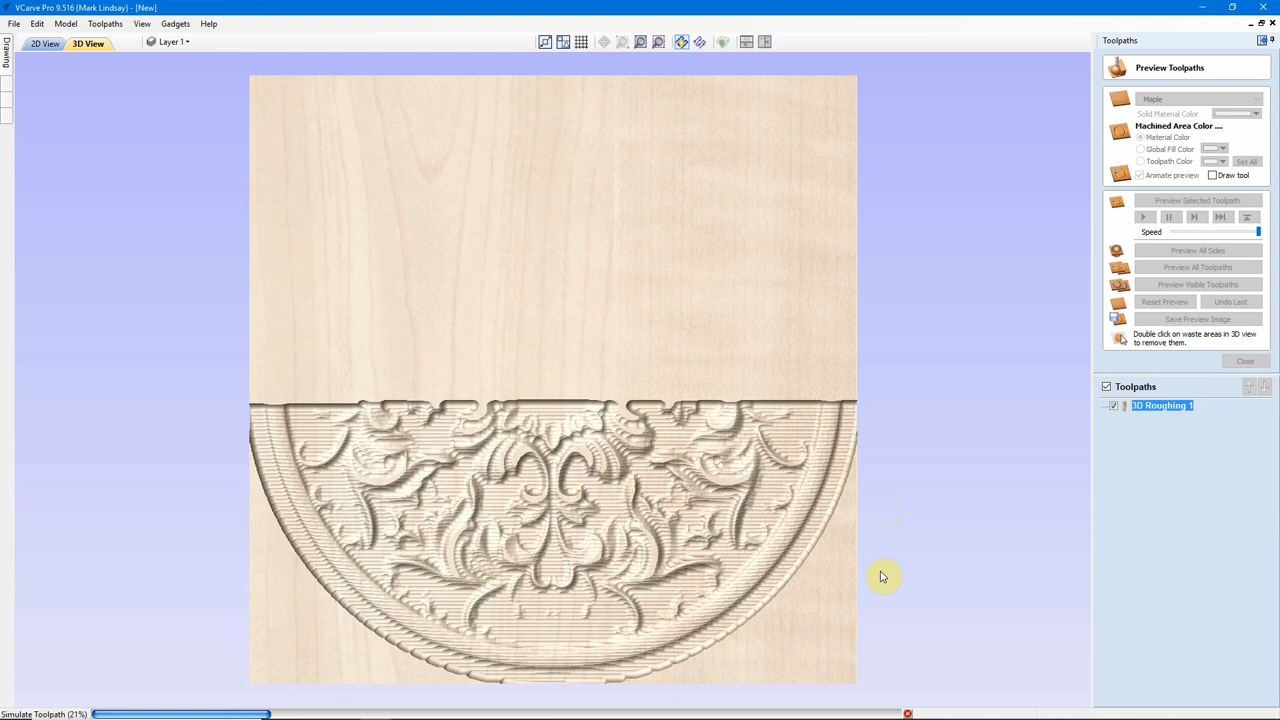 VCarve Pro 9.516 {Mark Lindsay} - [New]
File Edit Model Toolpaths View Gadgets Help
2D View 3D View Layer 1
Drawing
Toolpaths
Preview Toolpaths
Maple
Solid Material Color
Machined Area Color ....
Material Color
Global Fill Color
Toolpath Color Set All
Animate preview Draw tool
Preview Selected Toolpath
Speed
Preview All Sides
Preview All Toolpaths
Preview Visible Toolpaths
Reset Preview Undo Last
Save Preview Image
Double click on waste areas in 3D view
to remove them.
Close
Toolpaths
3D Roughing 1
Simulate Toolpath (21%)